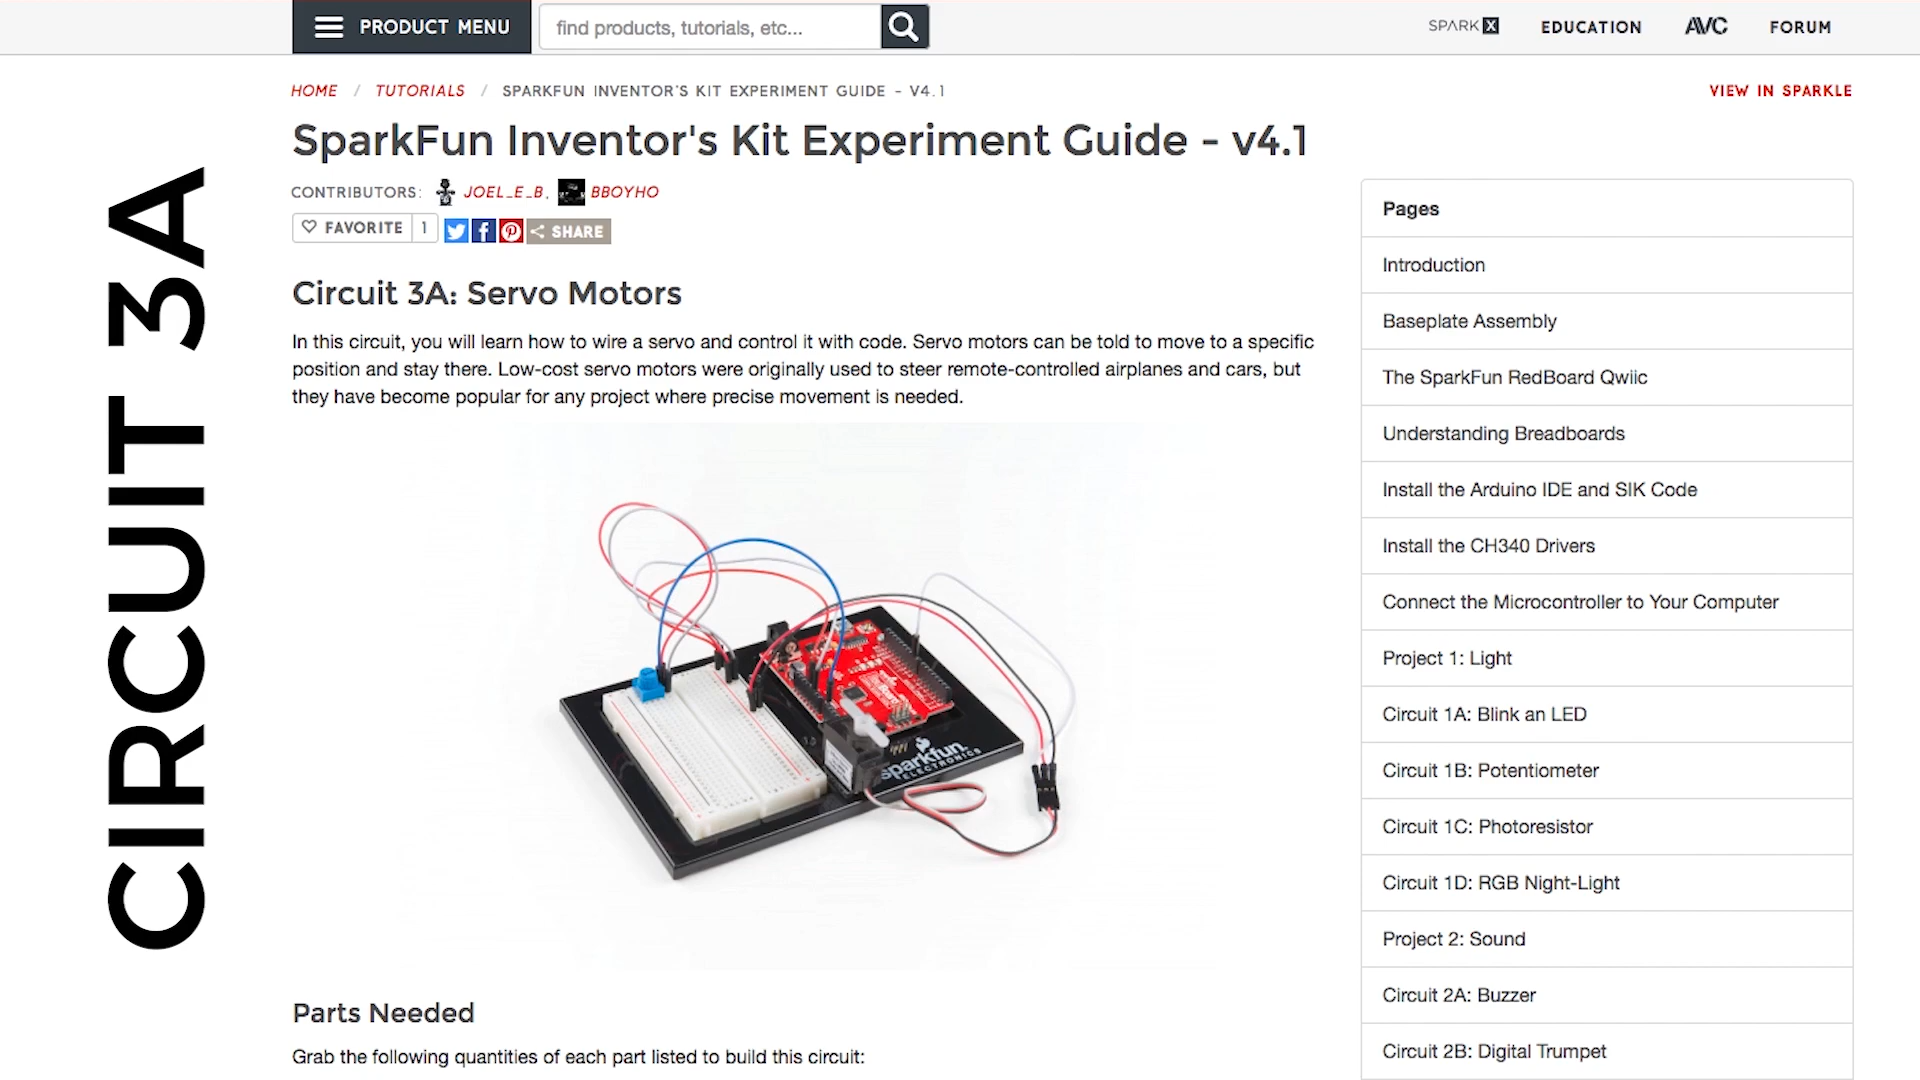 PRODUCT MENU
find products, tutorials, etc...
SPARK X
EDUCATION
AVC
FORUM
HOME / TUTORIALS / SPARKFUN INVENTOR'S KIT EXPERIMENT GUIDE - V4.1
VIEW IN SPARKLE
SparkFun Inventor's Kit Experiment Guide - v4.1
CONTRIBUTORS: JOEL_E_B, BBOYHO
FAVORITE 1
SHARE
CIRCUIT 3A
Circuit 3A: Servo Motors
In this circuit, you will learn how to wire a servo and control it with code. Servo motors can be told to move to a specific
position and stay there. Low-cost servo motors were originally used to steer remote-controlled airplanes and cars, but
they have become popular for any project where precise movement is needed.
sparkfun
ELECTRONICS
Parts Needed
Grab the following quantities of each part listed to build this circuit:
Pages
Introduction
Baseplate Assembly
The SparkFun RedBoard Qwiic
Understanding Breadboards
Install the Arduino IDE and SIK Code
Install the CH340 Drivers
Connect the Microcontroller to Your Computer
Project 1: Light
Circuit 1A: Blink an LED
Circuit 1B: Potentiometer
Circuit 1C: Photoresistor
Circuit 1D: RGB Night-Light
Project 2: Sound
Circuit 2A: Buzzer
Circuit 2B: Digital Trumpet